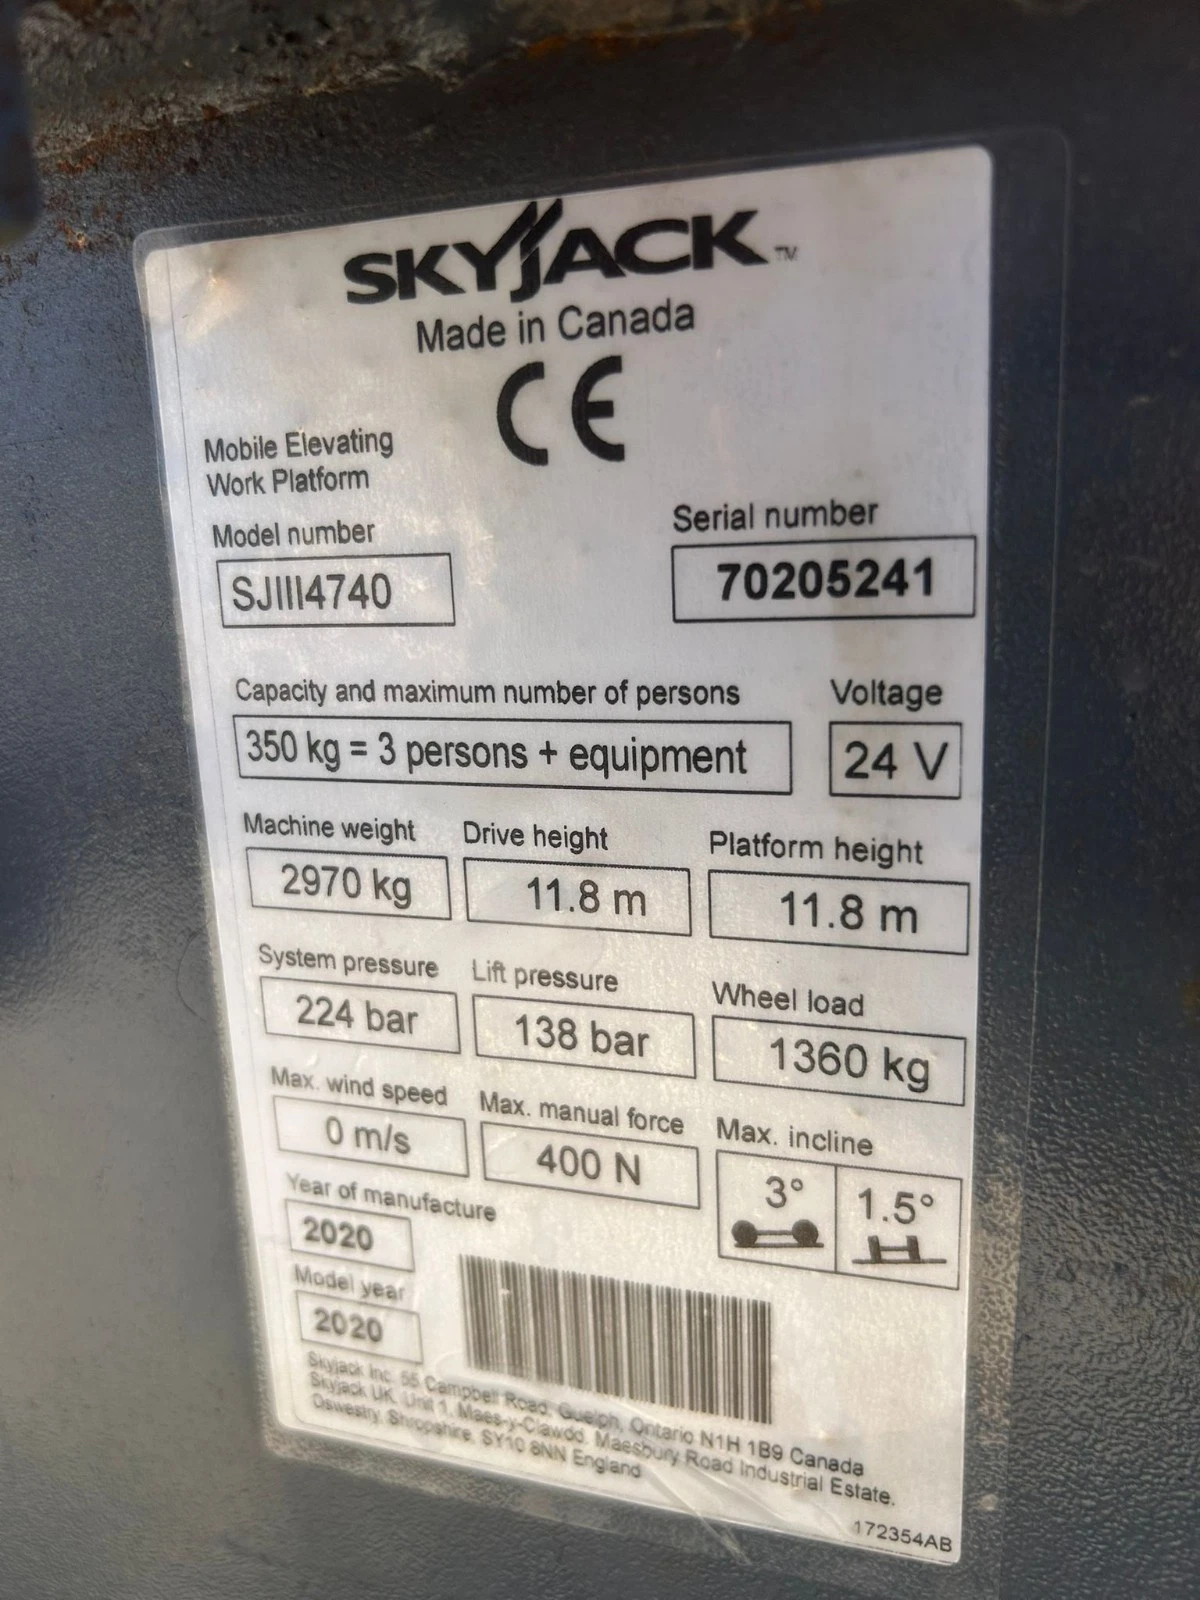 SKYJACK™
Made in Canada
CE
Mobile Elevating
Work Platform
Model number
SJIII4740
Serial number
70205241
Capacity and maximum number of persons
350 kg = 3 persons + equipment
Voltage
24 V
Machine weight
2970 kg
Drive height
11.8 m
Platform height
11.8 m
System pressure
224 bar
Lift pressure
138 bar
Wheel load
1360 kg
Max. wind speed
0 m/s
Max. manual force
400 N
Max. incline
3°
1.5°
Year of manufacture
2020
Model year
2020
Skyjack Inc. 55 Campbell Road, Guelph, Ontario N1H 1B9 Canada
Skyjack UK, Unit 1, Maes-y-Clawdd, Maesbury Road Industrial Estate.
Oswestry, Shropshire, SY10 8NN England
172354AB